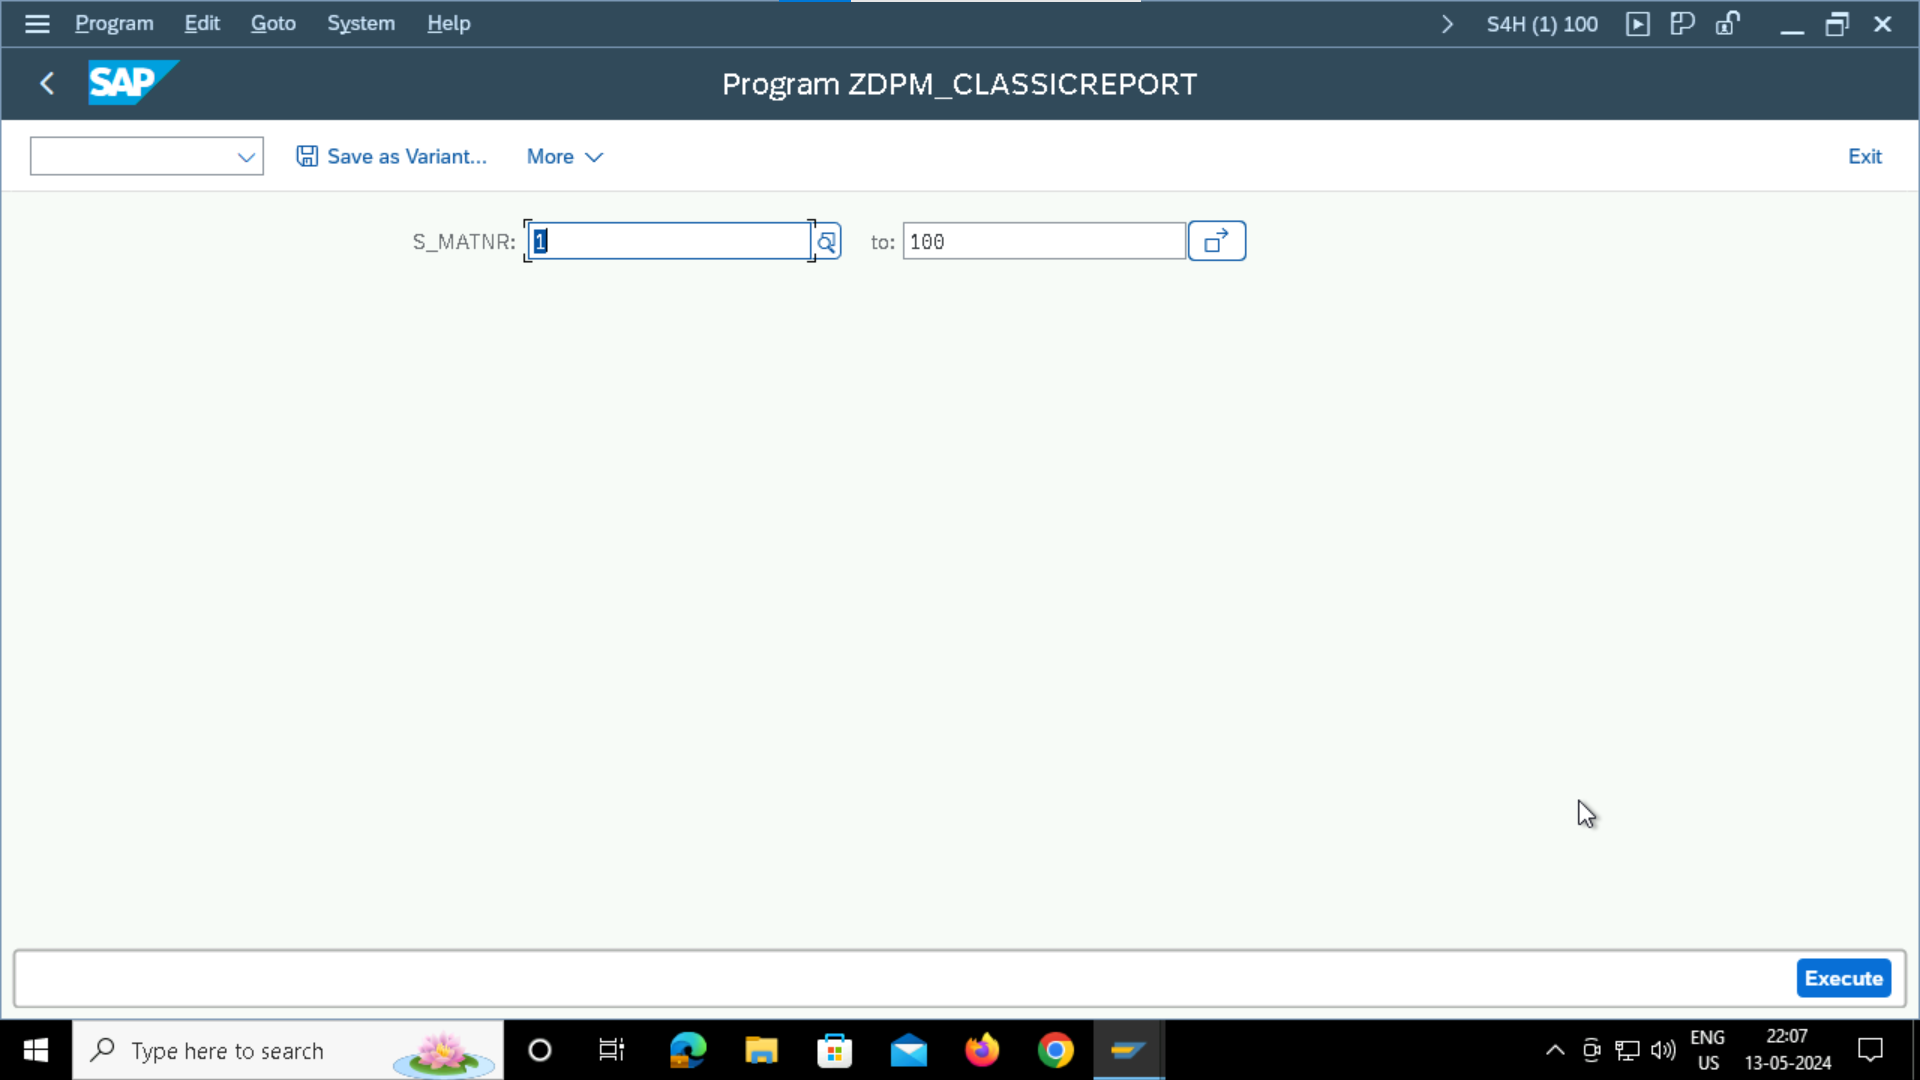 Program Edit Goto System Help S4H (1) 100
SAP Program ZDPM_CLASSICREPORT
Save as Variant... More Exit
S_MATNR: 1 to: 100
Execute
Type here to search ENG 22:07
US 13-05-2024